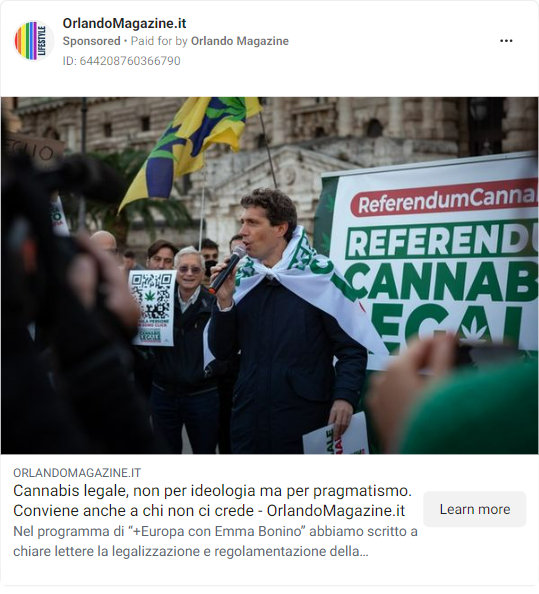 LIFESTYLE
OrlandoMagazine.it
Sponsored • Paid for by Orlando Magazine
ID: 644208760366790
ReferendumCanna
REFERENDU
CANNAB
EGAL
ORLANDOMAGAZINE.IT
Cannabis legale, non per ideologia ma per pragmatismo.
Conviene anche a chi non ci crede - OrlandoMagazine.it
Learn more
Nel programma di “+Europa con Emma Bonino” abbiamo scritto a
chiare lettere la legalizzazione e regolamentazione della…